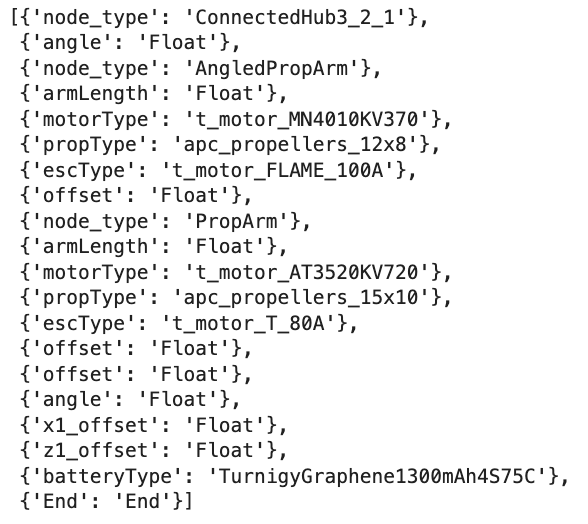 [{'node_type': 'ConnectedHub3_2_1'},
{'angle': 'Float'},
{'node_type': 'AngledPropArm'},
{'armLength': 'Float'},
{'motorType': 't_motor_MN4010KV370'},
{'propType': 'apc_propellers_12x8'},
{'escType': 't_motor_FLAME_100A'},
{'offset': 'Float'},
{'node_type': 'PropArm'},
{'armLength': 'Float'},
{'motorType': 't_motor_AT3520KV720'},
{'propType': 'apc_propellers_15x10'},
{'escType': 't_motor_T_80A'},
{'offset': 'Float'},
{'offset': 'Float'},
{'angle': 'Float'},
{'x1_offset': 'Float'},
{'z1_offset': 'Float'},
{'batteryType': 'TurnigyGraphene1300mAh4S75C'},
{'End': 'End'}]